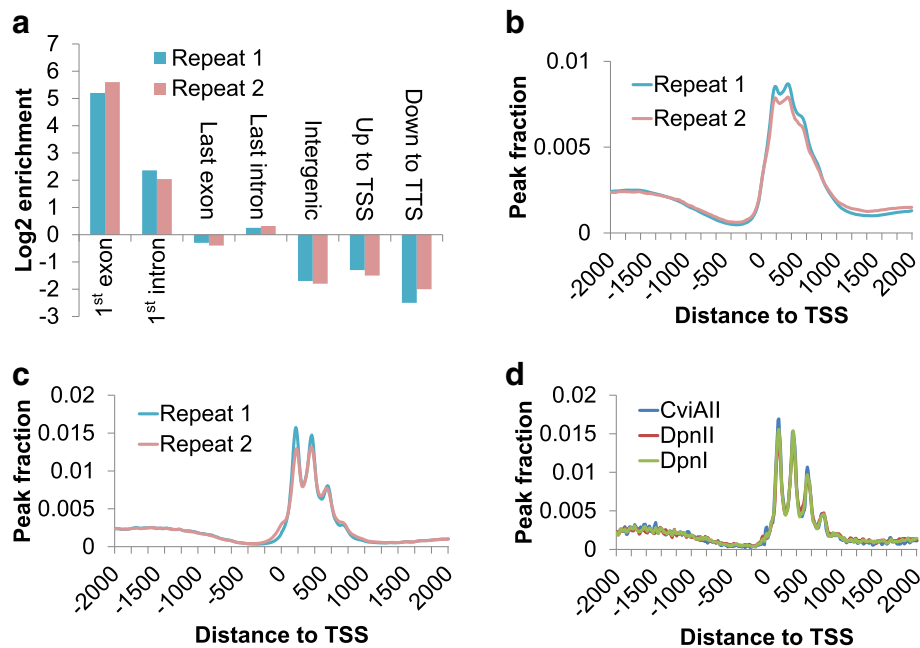 a
7
6
5
4
3
2
1
0
-1
-2
-3
Log2 enrichment
Repeat 1
Repeat 2
1st exon
1st intron
Last exon
Last intron
Intergenic
Up to TSS
Down to TTS
b
0.01
0.005
0
Peak fraction
Repeat 1
Repeat 2
-2000 -1500 -1000 -500 0 500 1000 1500 2000
Distance to TSS
c
0.02
0.015
0.01
0.005
0
Peak fraction
Repeat 1
Repeat 2
-2000 -1500 -1000 -500 0 500 1000 1500 2000
Distance to TSS
d
0.02
0.015
0.01
0.005
0
Peak fraction
CviAII
DpnII
DpnI
-2000 -1500 -1000 -500 0 500 1000 1500 2000
Distance to TSS